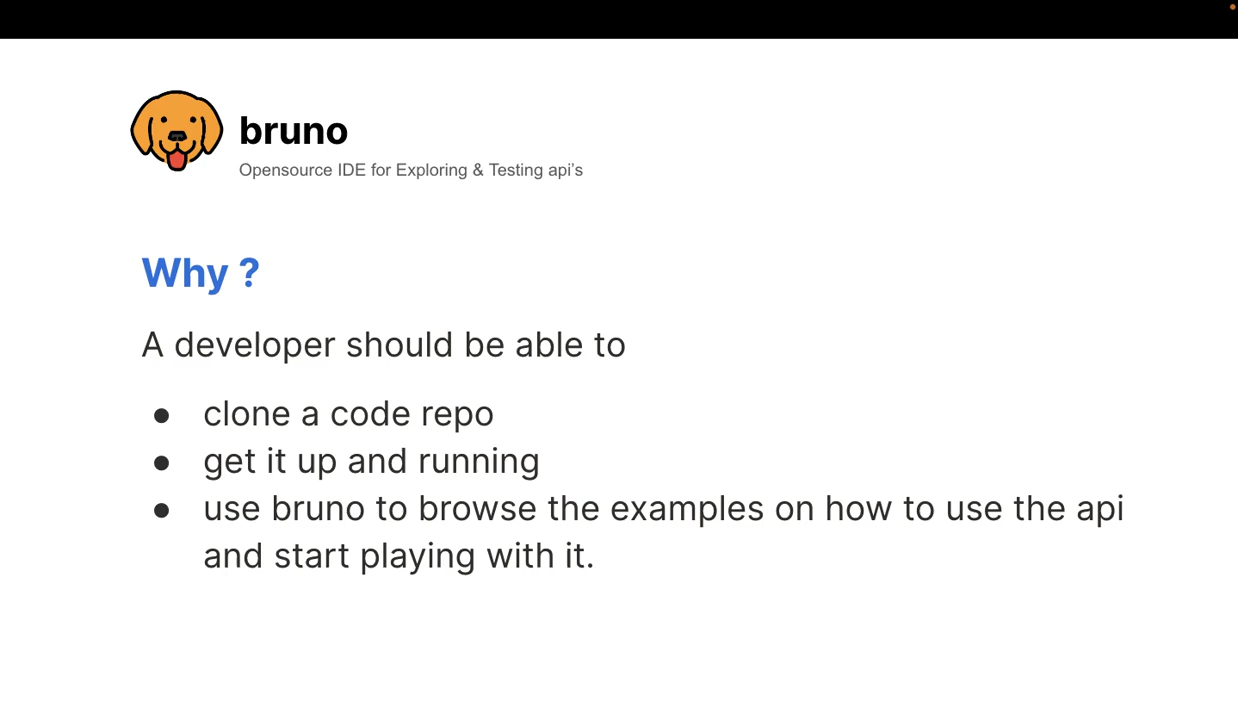 bruno
Opensource IDE for Exploring & Testing api's
Why ?
A developer should be able to
● clone a code repo
● get it up and running
● use bruno to browse the examples on how to use the api
and start playing with it.